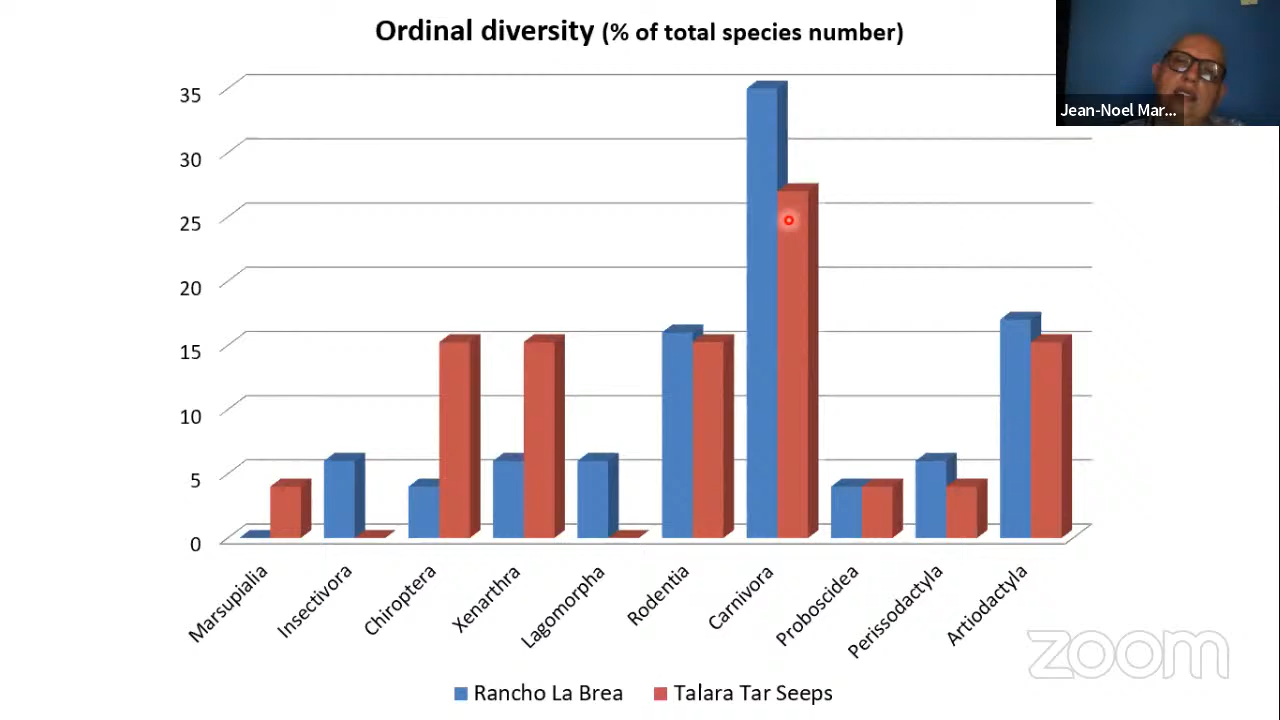 Ordinal diversity (% of total species number)
Jean-Noel Mar...
35
30
25
20
15
10
5
0
Marsupialia
Insectivora
Chiroptera
Xenarthra
Lagomorpha
Rodentia
Carnivora
Proboscidea
Perissodactyla
Artiodactyla
zoom
Rancho La Brea
Talara Tar Seeps